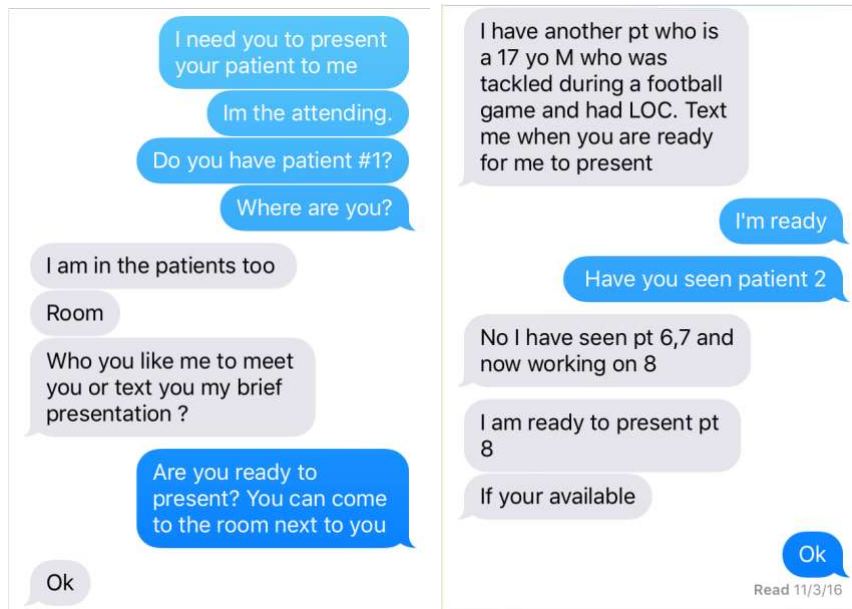 I need you to present
your patient to me
Im the attending.
Do you have patient #1?
Where are you?
I am in the patients too
Room
Who you like me to meet
you or text you my brief
presentation ?
Are you ready to
present? You can come
to the room next to you
Ok
I have another pt who is
a 17 yo M who was
tackled during a football
game and had LOC. Text
me when you are ready
for me to present
I'm ready
Have you seen patient 2
No I have seen pt 6,7 and
now working on 8
I am ready to present pt
8
If your available
Ok
Read 11/3/16